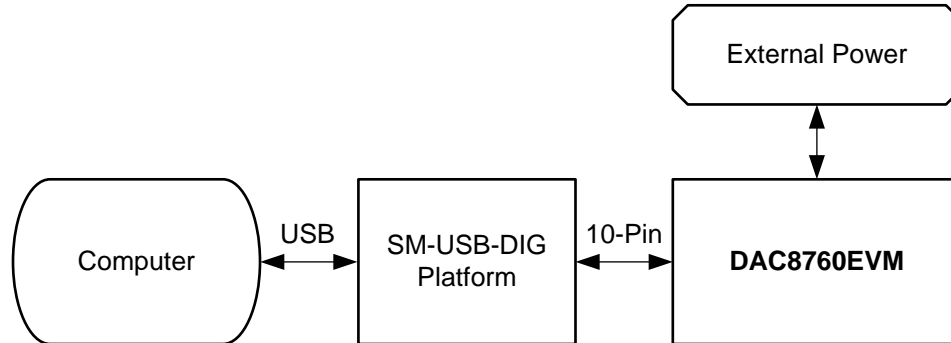 External Power
USB
10-Pin
Computer
SM-USB-DIG
Platform
DAC8760EVM